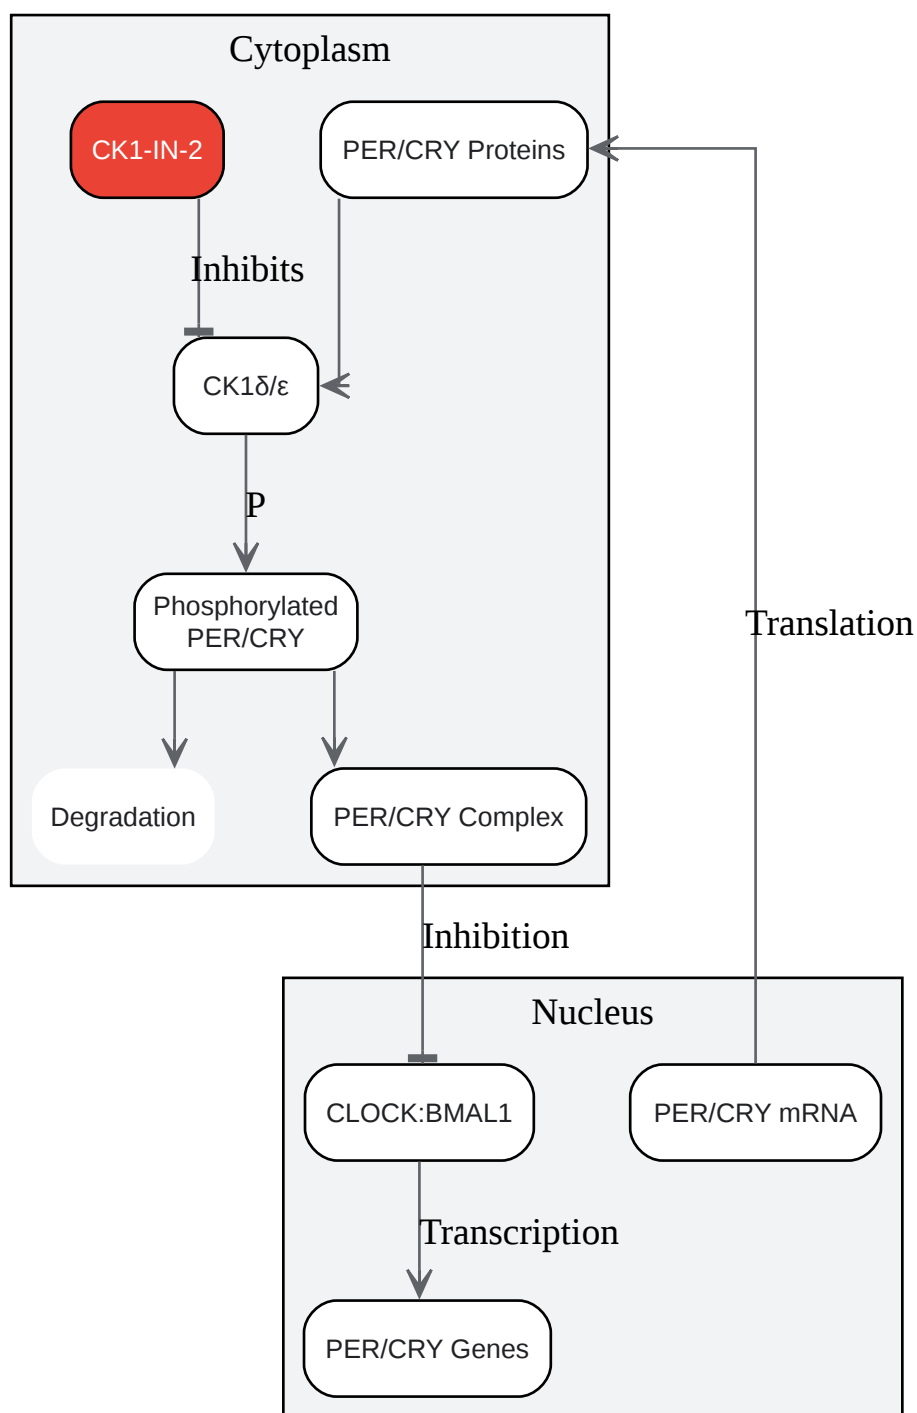 Cytoplasm
CK1-IN-2
PER/CRY Proteins
Inhibits
CK1δ/ε
P
Phosphorylated
PER/CRY
Translation
Degradation
PER/CRY Complex
Inhibition
Nucleus
CLOCK:BMAL1
PER/CRY mRNA
Transcription
PER/CRY Genes